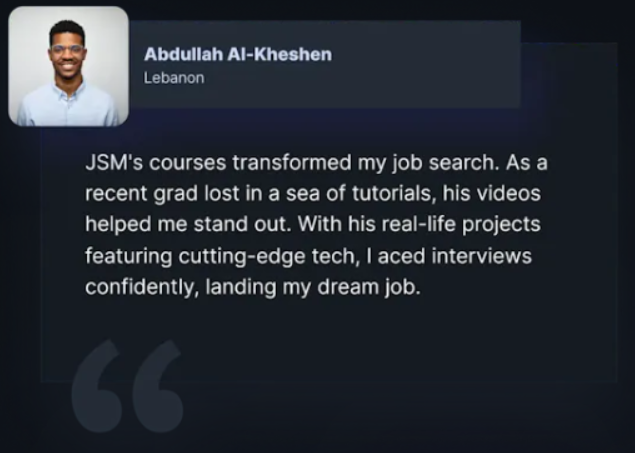 Abdullah Al-Kheshen
Lebanon
JSM's courses transformed my job search. As a
recent grad lost in a sea of tutorials, his videos
helped me stand out. With his real-life projects
featuring cutting-edge tech, I aced interviews
confidently, landing my dream job.
“